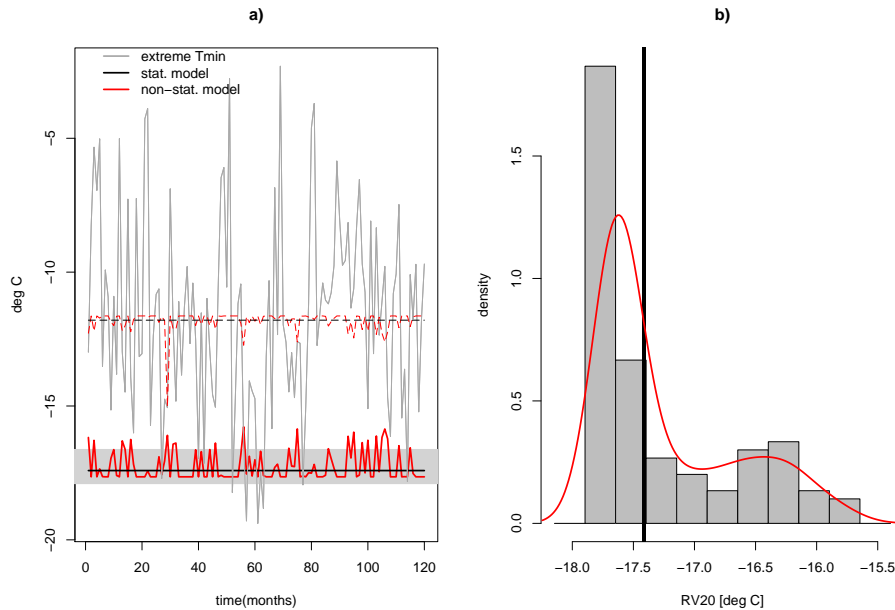 a)
extreme Tmin
stat. model
non−stat. model
deg C
−5
−10
−15
−20
0
20
40
60
80
100
120
time(months)
b)
density
1.5
1.0
0.5
0.0
−18.0
−17.5
−17.0
−16.5
−16.0
−15.5
RV20 [deg C]